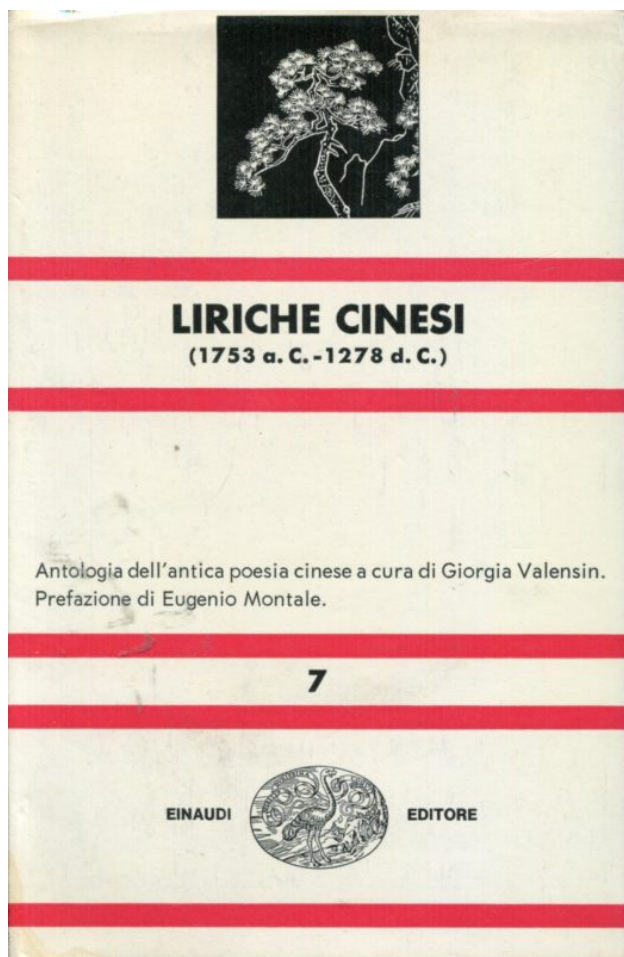 LIRICHE CINESI
(1753 a. C. - 1278 d. C.)
Antologia dell'antica poesia cinese a cura di Giorgia Valensin.
Prefazione di Eugenio Montale.
7
EINAUDI
EDITORE